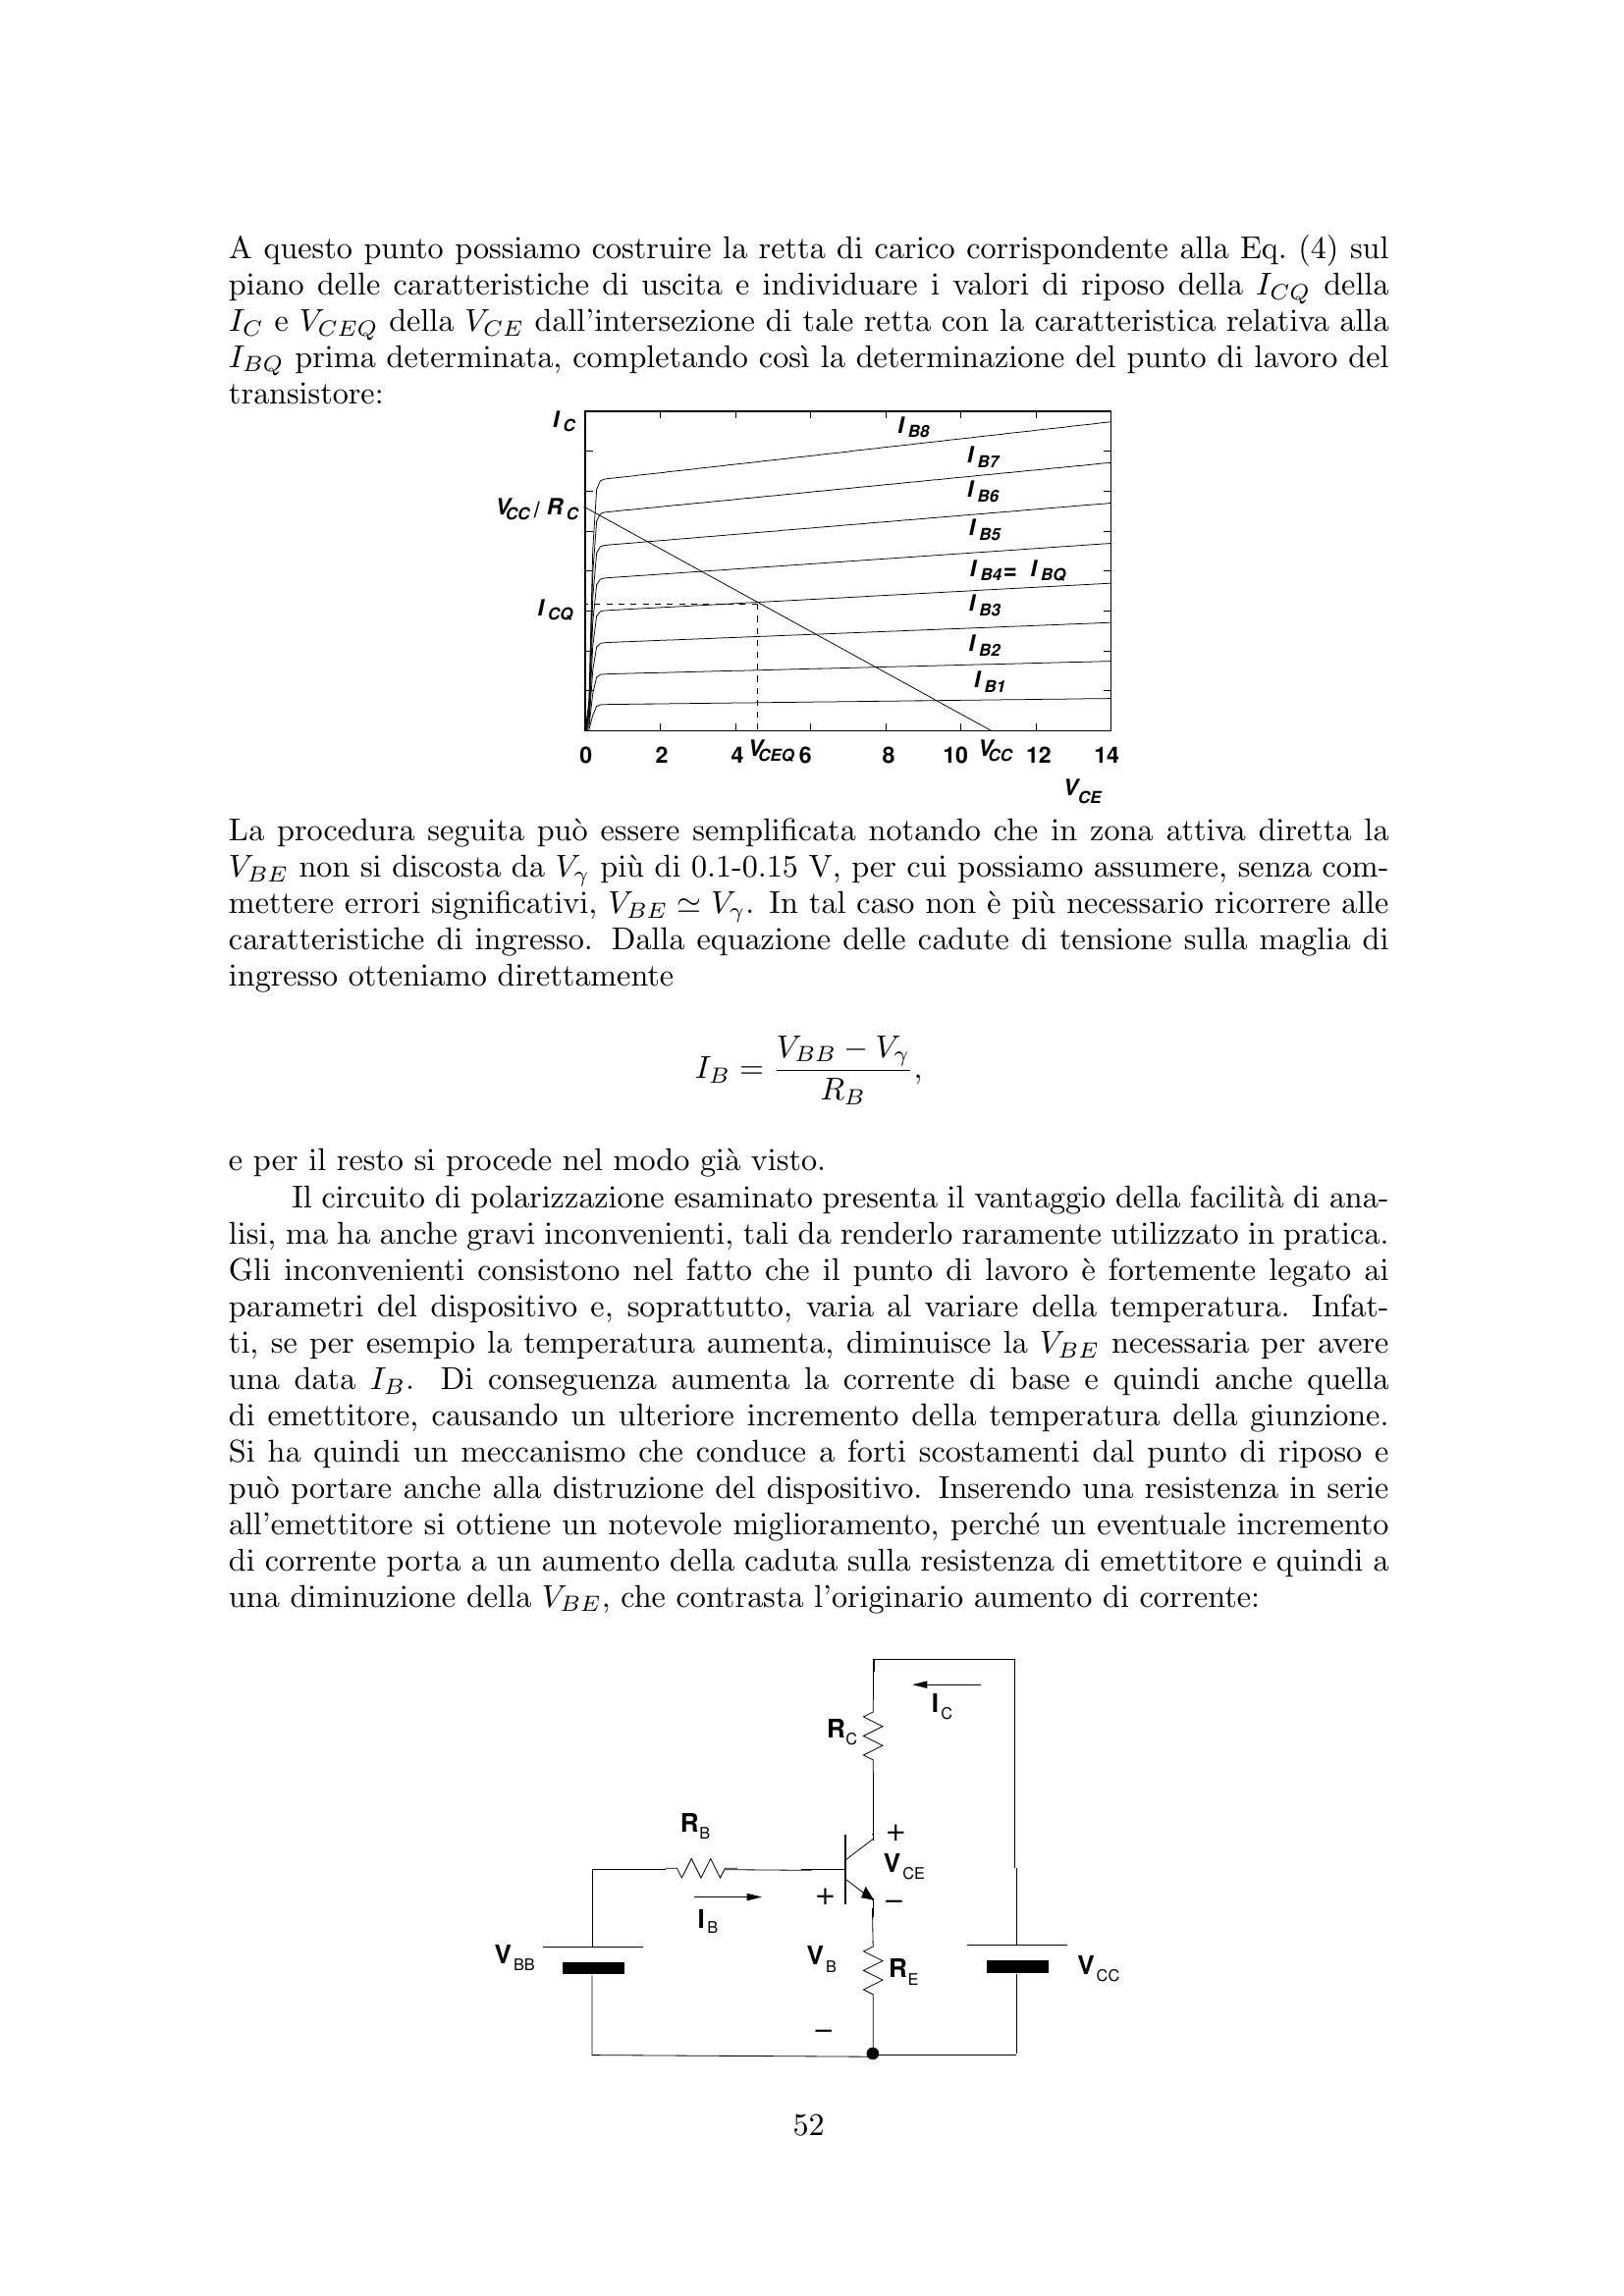 A questo punto possiamo costruire la retta di carico corrispondente alla Eq. (4) sul
piano delle caratteristiche di uscita e individuare i valori di riposo della I_{CQ} della
I_C e V_{CEQ} della V_{CE} dall'intersezione di tale retta con la caratteristica relativa alla
I_{BQ} prima determinata, completando così la determinazione del punto di lavoro del
transistore:
I_C
I_{B8}
I_{B7}
I_{B6}
V_{CC} / R_C
I_{B5}
I_{B4} = I_{BQ}
I_{CQ}
I_{B3}
I_{B2}
I_{B1}
0 2 4 V_{CEQ} 6 8 10 V_{CC} 12 14
V_{CE}
La procedura seguita può essere semplificata notando che in zona attiva diretta la
V_{BE} non si discosta da V_γ più di 0.1-0.15 V, per cui possiamo assumere, senza com-
mettere errori significativi, V_{BE} ≃ V_γ. In tal caso non è più necessario ricorrere alle
caratteristiche di ingresso. Dalla equazione delle cadute di tensione sulla maglia di
ingresso otteniamo direttamente
I_B = \frac{V_{BB} − V_γ}{R_B},
e per il resto si procede nel modo già visto.
Il circuito di polarizzazione esaminato presenta il vantaggio della facilità di ana-
lisi, ma ha anche gravi inconvenienti, tali da renderlo raramente utilizzato in pratica.
Gli inconvenienti consistono nel fatto che il punto di lavoro è fortemente legato ai
parametri del dispositivo e, soprattutto, varia al variare della temperatura. Infat-
ti, se per esempio la temperatura aumenta, diminuisce la V_{BE} necessaria per avere
una data I_B. Di conseguenza aumenta la corrente di base e quindi anche quella
di emettitore, causando un ulteriore incremento della temperatura della giunzione.
Si ha quindi un meccanismo che conduce a forti scostamenti dal punto di riposo e
può portare anche alla distruzione del dispositivo. Inserendo una resistenza in serie
all'emettitore si ottiene un notevole miglioramento, perché un eventuale incremento
di corrente porta a un aumento della caduta sulla resistenza di emettitore e quindi a
una diminuzione della V_{BE}, che contrasta l'originario aumento di corrente:
I_C
R_C
R_B
+
V_{CE}
+ −
I_B
V_{BB}
V_B
R_E
V_{CC}
−
52